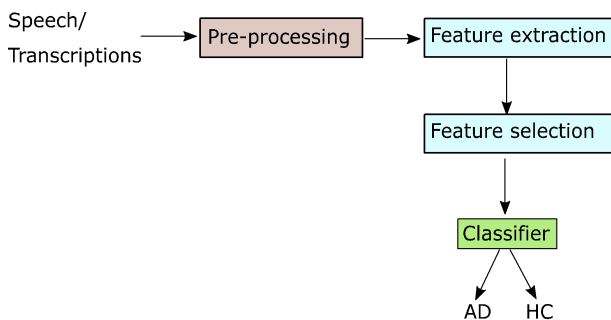 Speech/
Transcriptions
Pre-processing
Feature extraction
Feature selection
Classifier
AD HC